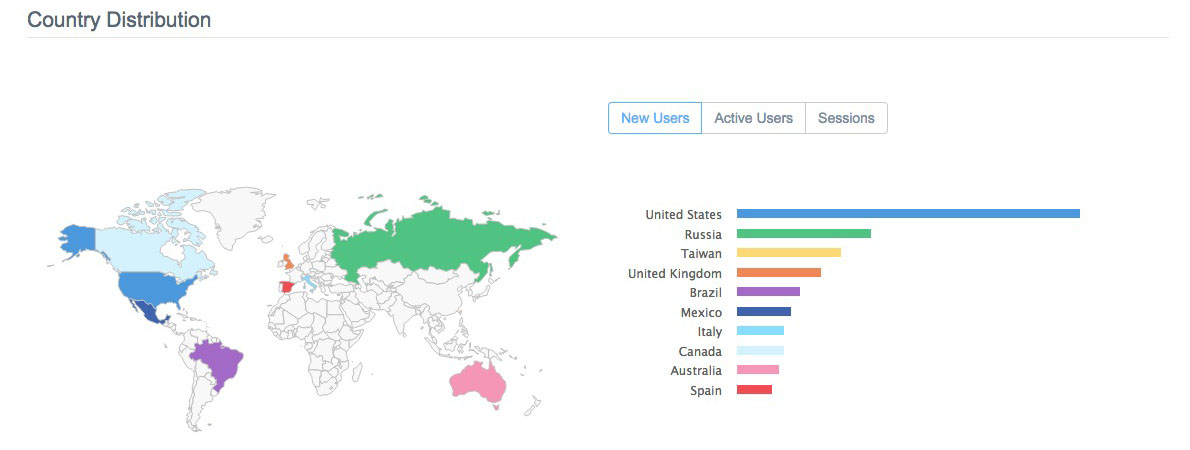 Country Distribution
New Users
Active Users
Sessions
United States
Russia
Taiwan
United Kingdom
Brazil
Mexico
Italy
Canada
Australia
Spain